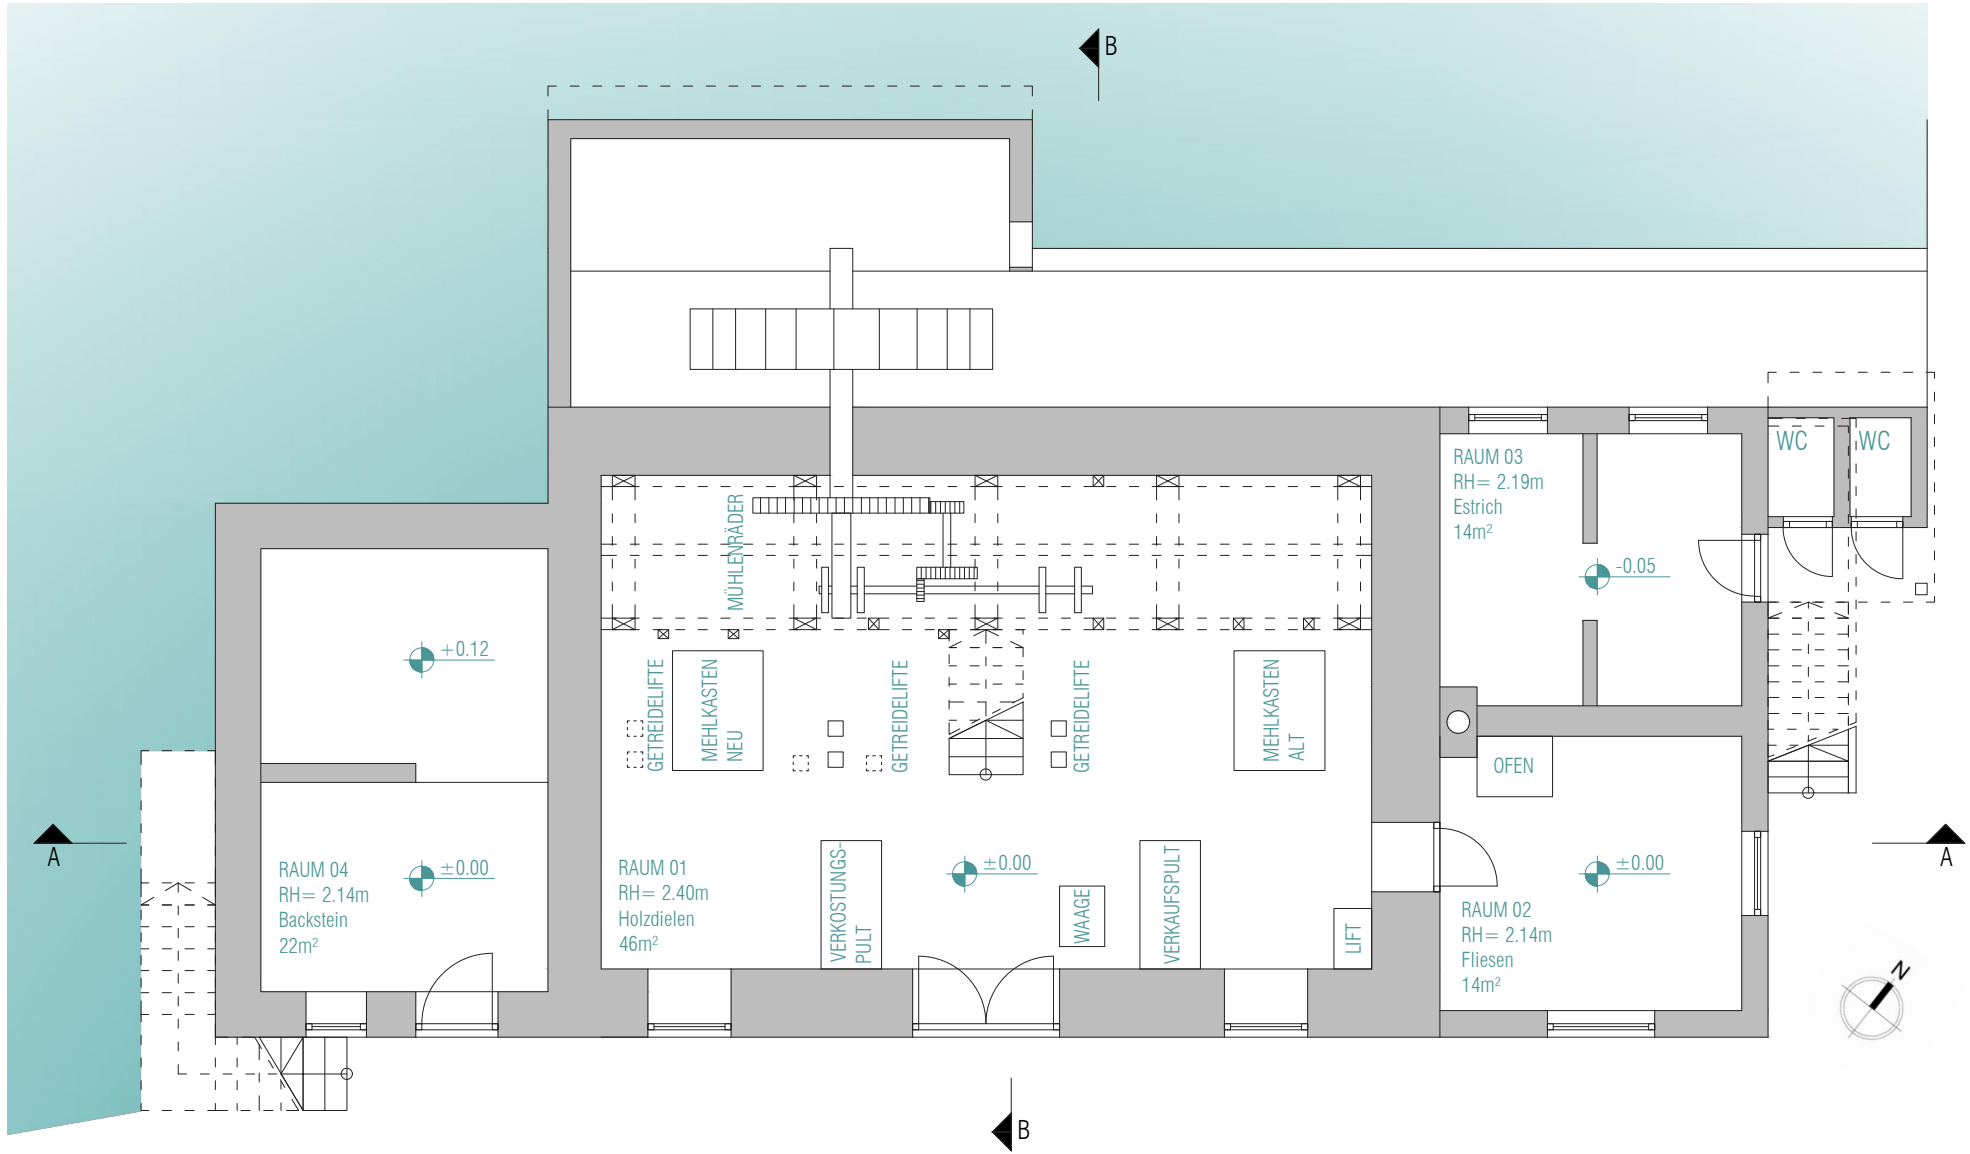 B
WC
WC
RAUM 03
RH= 2.19m
Estrich
14m²
-0.05
MÜHLENRÄDER
+0.12
GETREIDELIFTE
MEHLKASTEN
NEU
GETREIDELIFTE
GETREIDELIFTE
MEHLKASTEN
ALT
OFEN
A
A
RAUM 04
RH= 2.14m
Backstein
22m²
±0.00
RAUM 01
RH= 2.40m
Holzdielen
46m²
VERKOSTUNGS-
PULT
±0.00
WAAGE
VERKAUFSPULT
LIFT
±0.00
RAUM 02
RH= 2.14m
Fliesen
14m²
N
B